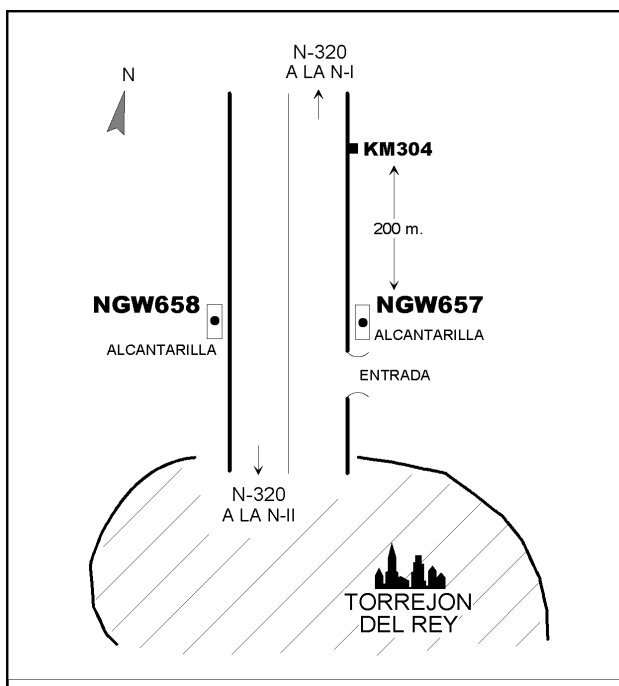 N-320
A LA N-I
N
KM304
200 m.
NGW658
NGW657
ALCANTARILLA
ALCANTARILLA
ENTRADA
N-320
A LA N-II
TORREJON
DEL REY